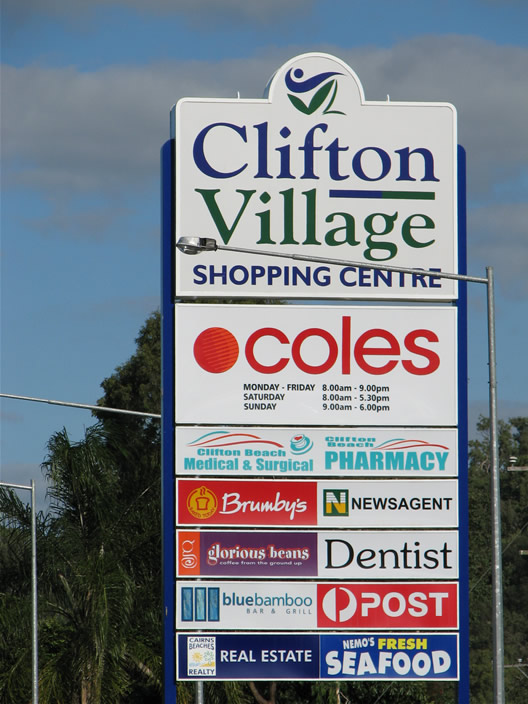 Clifton
Village
SHOPPING CENTRE
coles
MONDAY - FRIDAY 8.00am - 9.00pm
SATURDAY 8.00am - 5.30pm
SUNDAY 9.00am - 6.00pm
Clifton Beach
Medical & Surgical
Clifton
Beach
PHARMACY
Brumby's
N NEWSAGENT
glorious beans
coffee from the ground up
Dentist
bluebamboo
BAR & GRILL
POST
CAIRNS
BEACHES
REALTY
REAL ESTATE
NEMO'S FRESH
SEAFOOD